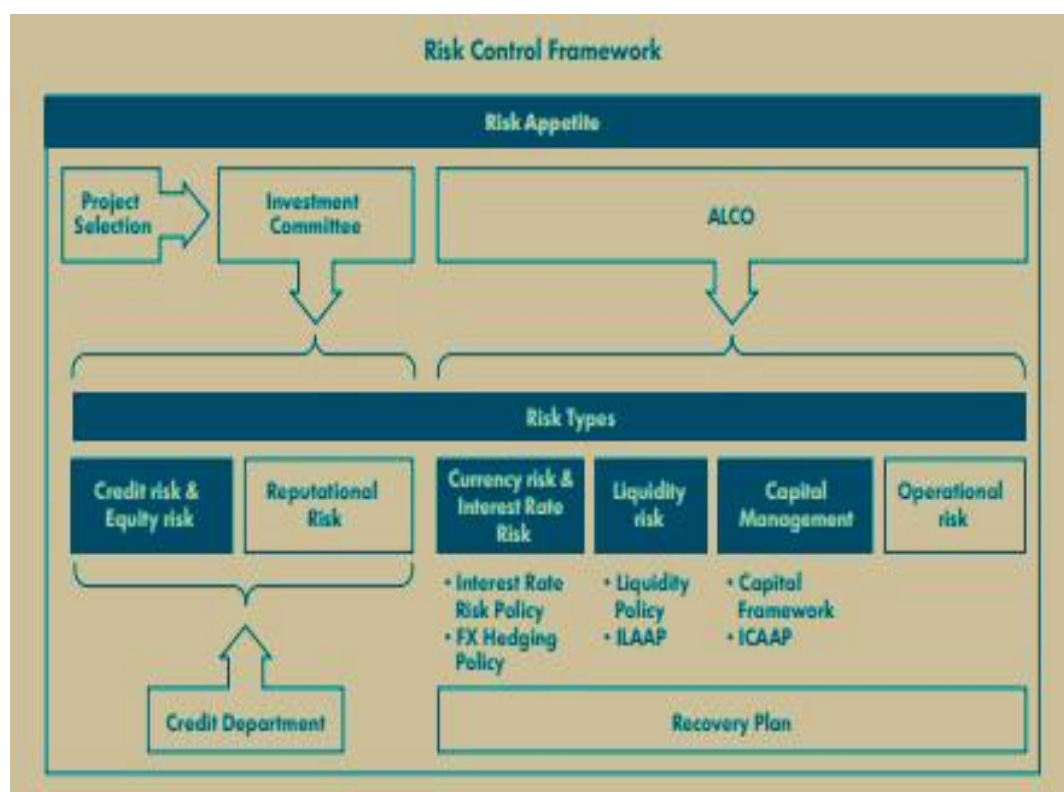 Risk Control Framework
Risk Appetite
Project
Selection
Investment
Committee
ALCO
Risk Types
Credit risk &
Equity risk
Reputational
Risk
Currency risk &
Interest Rate
Risk
Liquidity
risk
Capital
Management
Operational
risk
• Interest Rate
Risk Policy
• FX Hedging
Policy
• Liquidity
Policy
• ILAAP
• Capital
Framework
• ICAAP
Credit Department
Recovery Plan